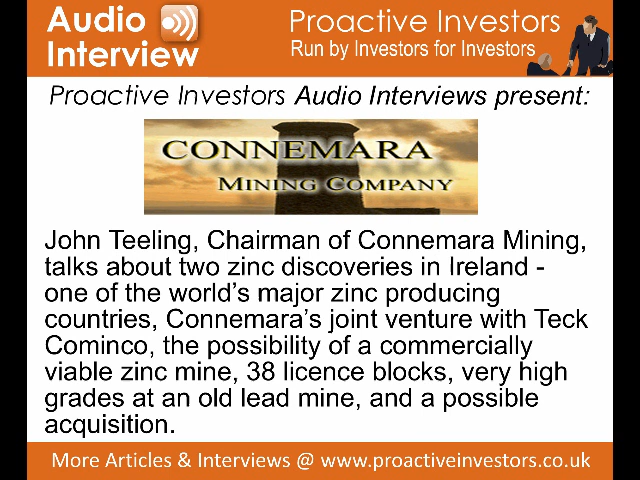 Audio
Interview
Proactive Investors
Run by Investors for Investors
Proactive Investors Audio Interviews present:
CONNEMARA
MINING COMPANY
John Teeling, Chairman of Connemara Mining,
talks about two zinc discoveries in Ireland -
one of the world's major zinc producing
countries, Connemara's joint venture with Teck
Cominco, the possibility of a commercially
viable zinc mine, 38 licence blocks, very high
grades at an old lead mine, and a possible
acquisition.
More Articles & Interviews @ www.proactiveinvestors.co.uk